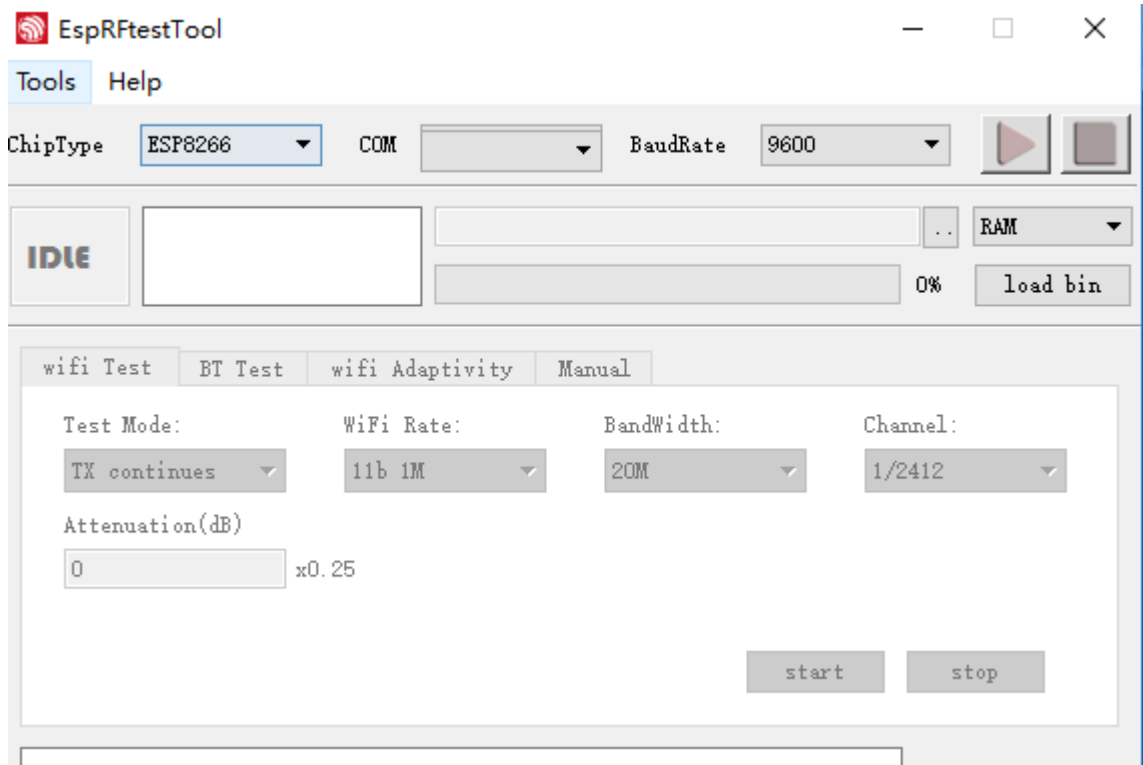 EspRFtestTool
Tools Help
ChipType ESP8266 COM BaudRate 9600
IDLE .. RAM
0% load bin
wifi Test BT Test wifi Adaptivity Manual
Test Mode: WiFi Rate: BandWidth: Channel:
TX continues 11b 1M 20M 1/2412
Attenuation(dB)
0 x0.25
start stop